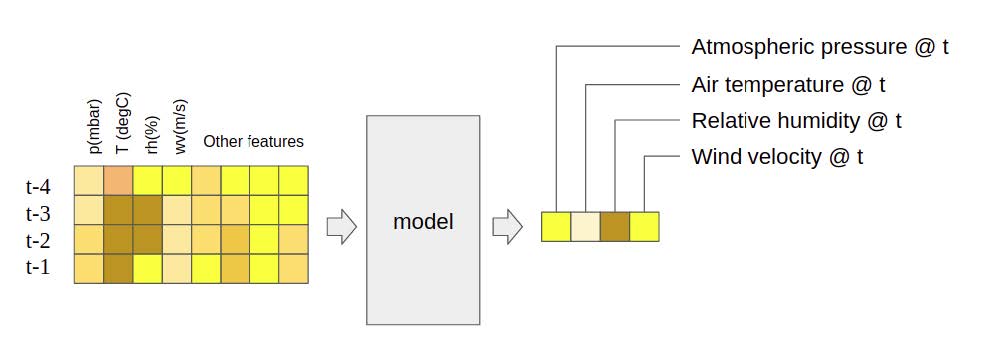 Atmospheric pressure @ t
Air temperature @ t
Relative humidity @ t
Wind velocity @ t
p(mbar)
T (degC)
rh(%)
wv(m/s)
Other features
t-4
t-3
t-2
t-1
model